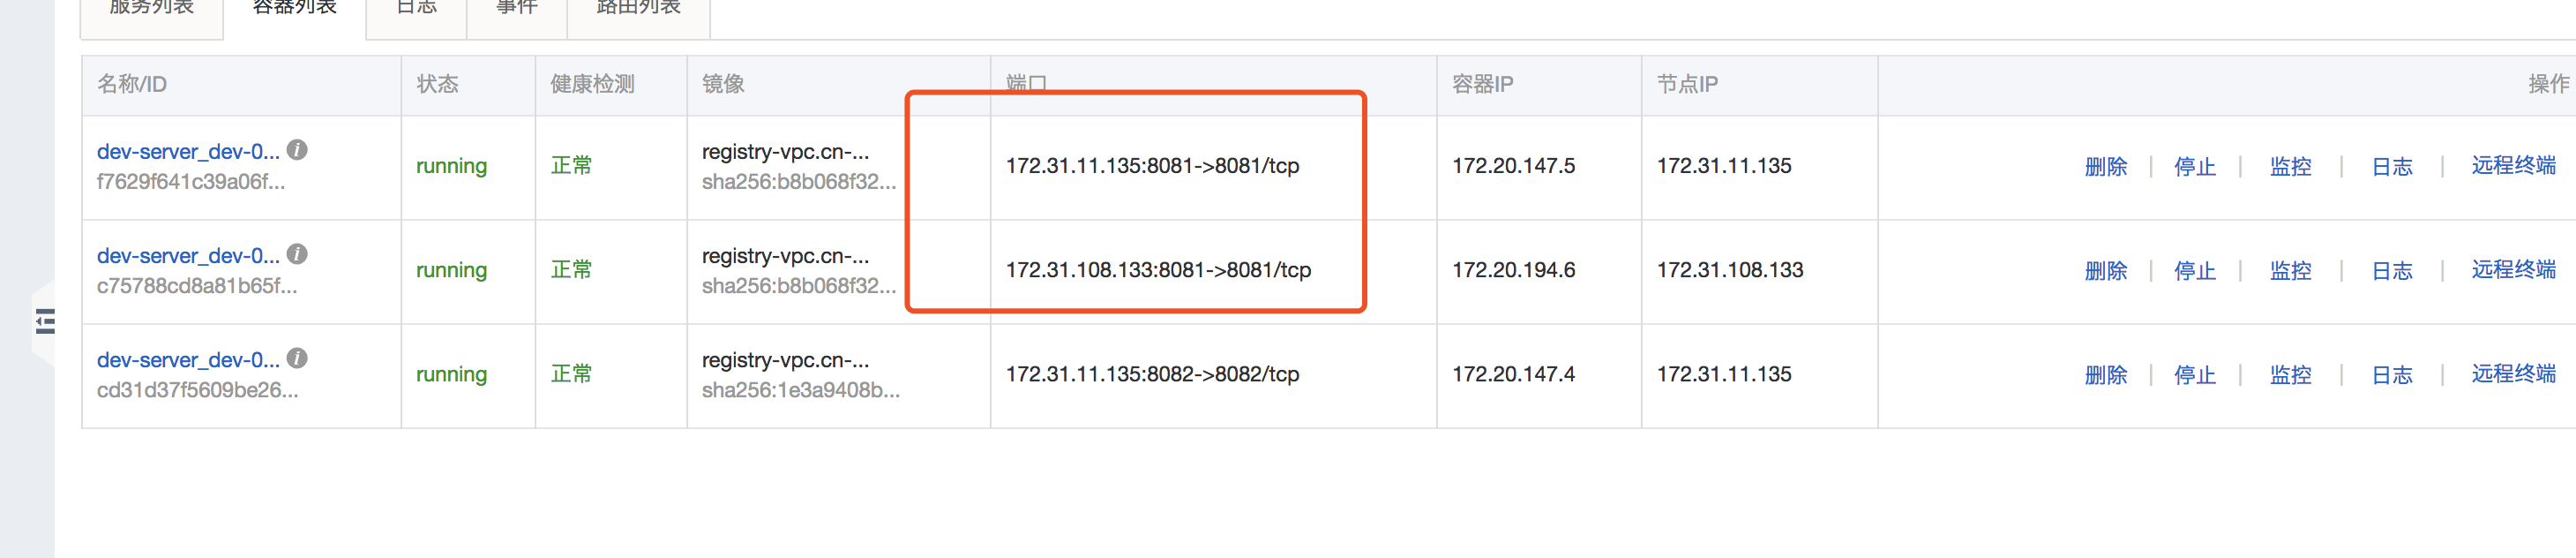 服务列表 容器列表 日志 事件 路由列表
名称/ID 状态 健康检测 镜像 端口 容器IP 节点IP 操作
dev-server_dev-0... running 正常 registry-vpc.cn-... 172.31.11.135:8081->8081/tcp 172.20.147.5 172.31.11.135 删除 | 停止 | 监控 | 日志 | 远程终端
f7629f641c39a06f... sha256:b8b068f32...
dev-server_dev-0... running 正常 registry-vpc.cn-... 172.31.108.133:8081->8081/tcp 172.20.194.6 172.31.108.133 删除 | 停止 | 监控 | 日志 | 远程终端
c75788cd8a81b65f... sha256:b8b068f32...
dev-server_dev-0... running 正常 registry-vpc.cn-... 172.31.11.135:8082->8082/tcp 172.20.147.4 172.31.11.135 删除 | 停止 | 监控 | 日志 | 远程终端
cd31d37f5609be26... sha256:1e3a9408b...